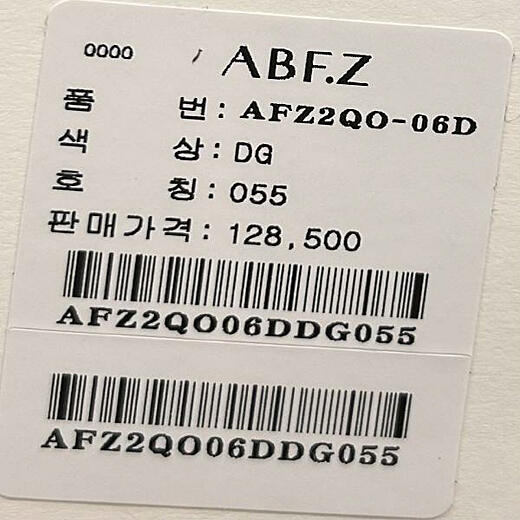 0000 ABF.Z
품 번 : AFZ2QO-06D
색 상 : DG
호 칭 : 055
판매가격 : 128,500
AFZ2QO06DDG055
AFZ2QO06DDG055